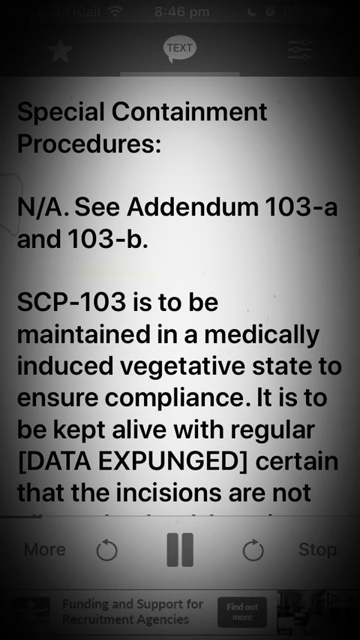 8:46 pm
TEXT
Special Containment
Procedures:
N/A. See Addendum 103-a
and 103-b.
SCP-103 is to be
maintained in a medically
induced vegetative state to
ensure compliance. It is to
be kept alive with regular
[DATA EXPUNGED] certain
that the incisions are not
More
Stop
Funding and Support for
Recruitment Agencies
Find out
more